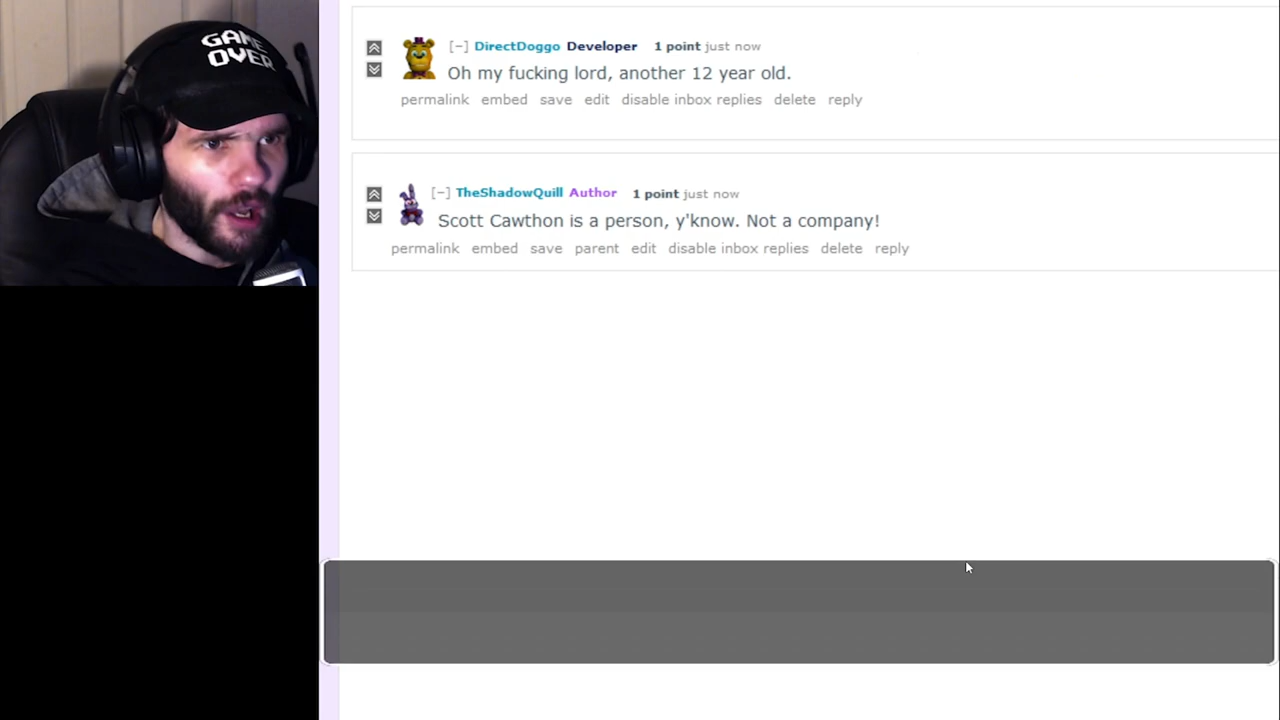 GAME
OVER
[−] DirectDoggo Developer 1 point just now
Oh my fucking lord, another 12 year old.
permalink embed save edit disable inbox replies delete reply
[−] TheShadowQuill Author 1 point just now
Scott Cawthon is a person, y'know. Not a company!
permalink embed save parent edit disable inbox replies delete reply